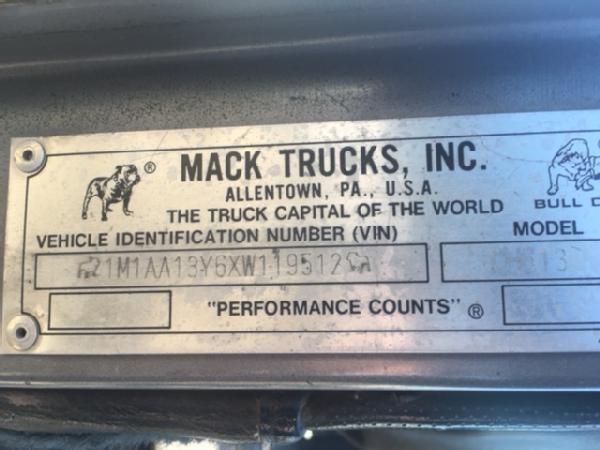 MACK TRUCKS, INC.
ALLENTOWN, PA., U.S.A.
THE TRUCK CAPITAL OF THE WORLD
BULL D
VEHICLE IDENTIFICATION NUMBER (VIN)
MODEL
1M1AA13Y6XW119512
"PERFORMANCE COUNTS" ®